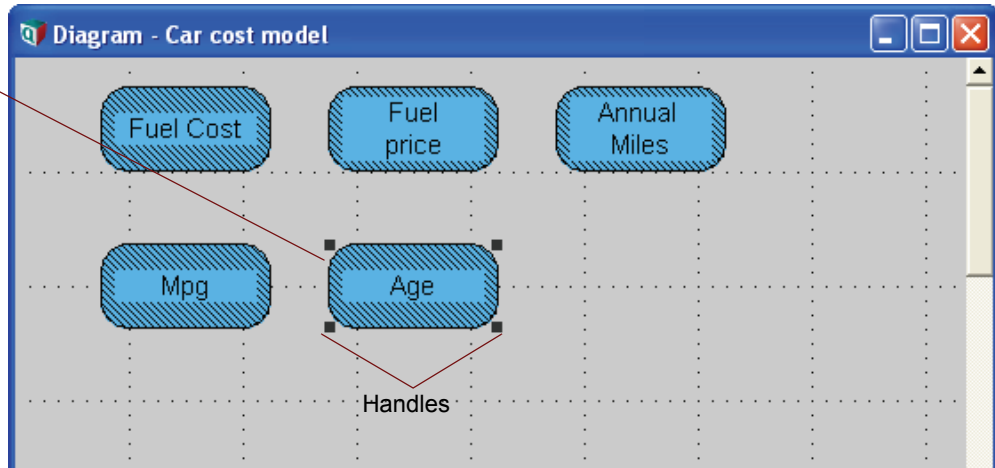 Diagram - Car cost model
Fuel Cost
Fuel
price
Annual
Miles
Mpg
Age
Handles